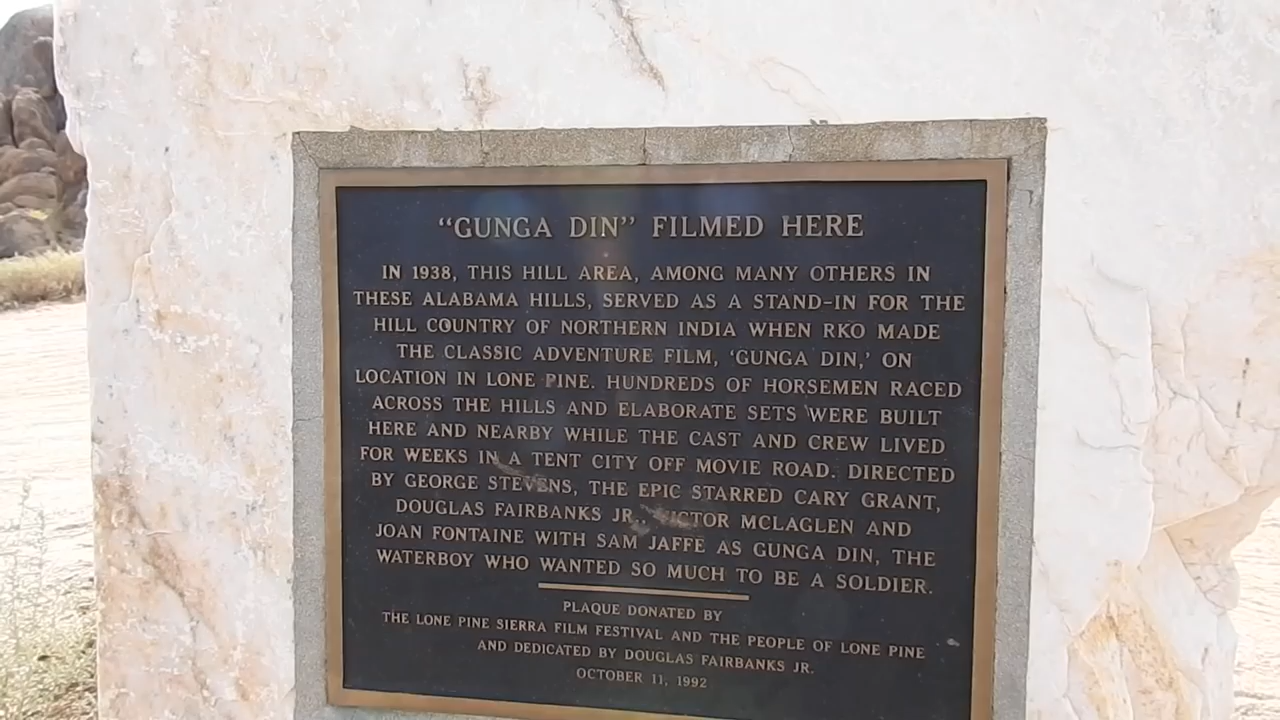 “GUNGA DIN” FILMED HERE
IN 1938, THIS HILL AREA, AMONG MANY OTHERS IN
THESE ALABAMA HILLS, SERVED AS A STAND-IN FOR THE
HILL COUNTRY OF NORTHERN INDIA WHEN RKO MADE
THE CLASSIC ADVENTURE FILM, ‘GUNGA DIN,’ ON
LOCATION IN LONE PINE. HUNDREDS OF HORSEMEN RACED
ACROSS THE HILLS AND ELABORATE SETS WERE BUILT
HERE AND NEARBY WHILE THE CAST AND CREW LIVED
FOR WEEKS IN A TENT CITY OFF MOVIE ROAD. DIRECTED
BY GEORGE STEVENS, THE EPIC STARRED CARY GRANT,
DOUGLAS FAIRBANKS JR., VICTOR MCLAGLEN AND
JOAN FONTAINE WITH SAM JAFFE AS GUNGA DIN, THE
WATERBOY WHO WANTED SO MUCH TO BE A SOLDIER.
PLAQUE DONATED BY
THE LONE PINE SIERRA FILM FESTIVAL AND THE PEOPLE OF LONE PINE
AND DEDICATED BY DOUGLAS FAIRBANKS JR.
OCTOBER 11, 1992